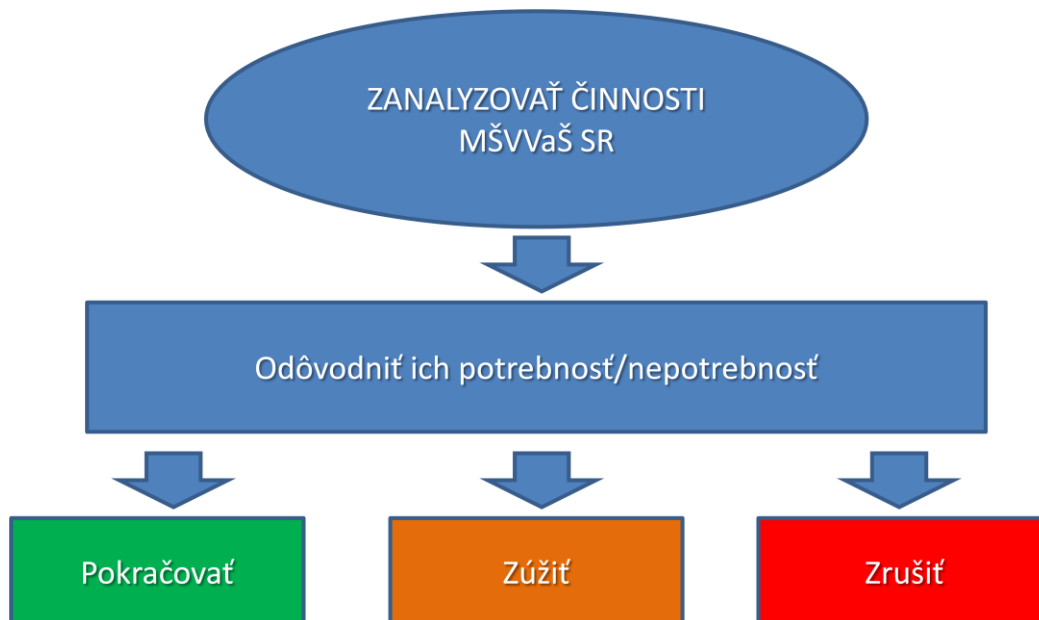 ZANALYZOVAŤ ČINNOSTI
MŠVVaŠ SR
Odôvodniť ich potrebnosť/nepotrebnosť
Pokračovať
Zúžiť
Zrušiť